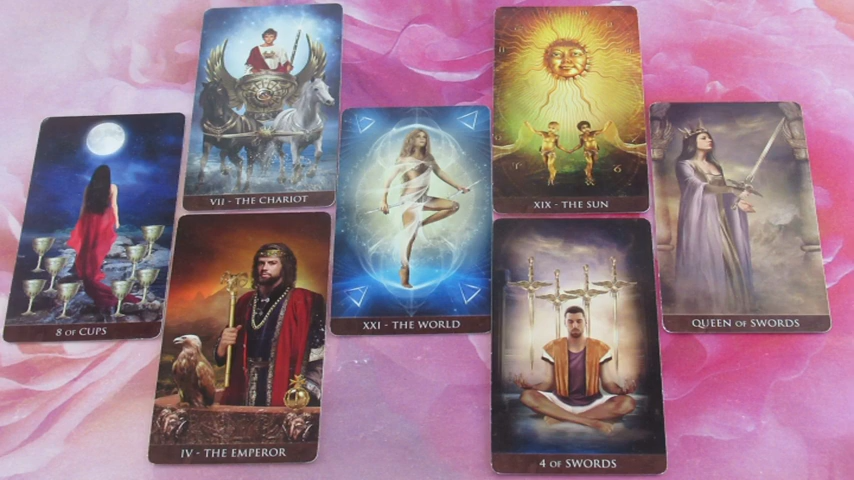 VII - THE CHARIOT
XIX - THE SUN
8 OF CUPS
XXI - THE WORLD
QUEEN OF SWORDS
IV - THE EMPEROR
4 OF SWORDS